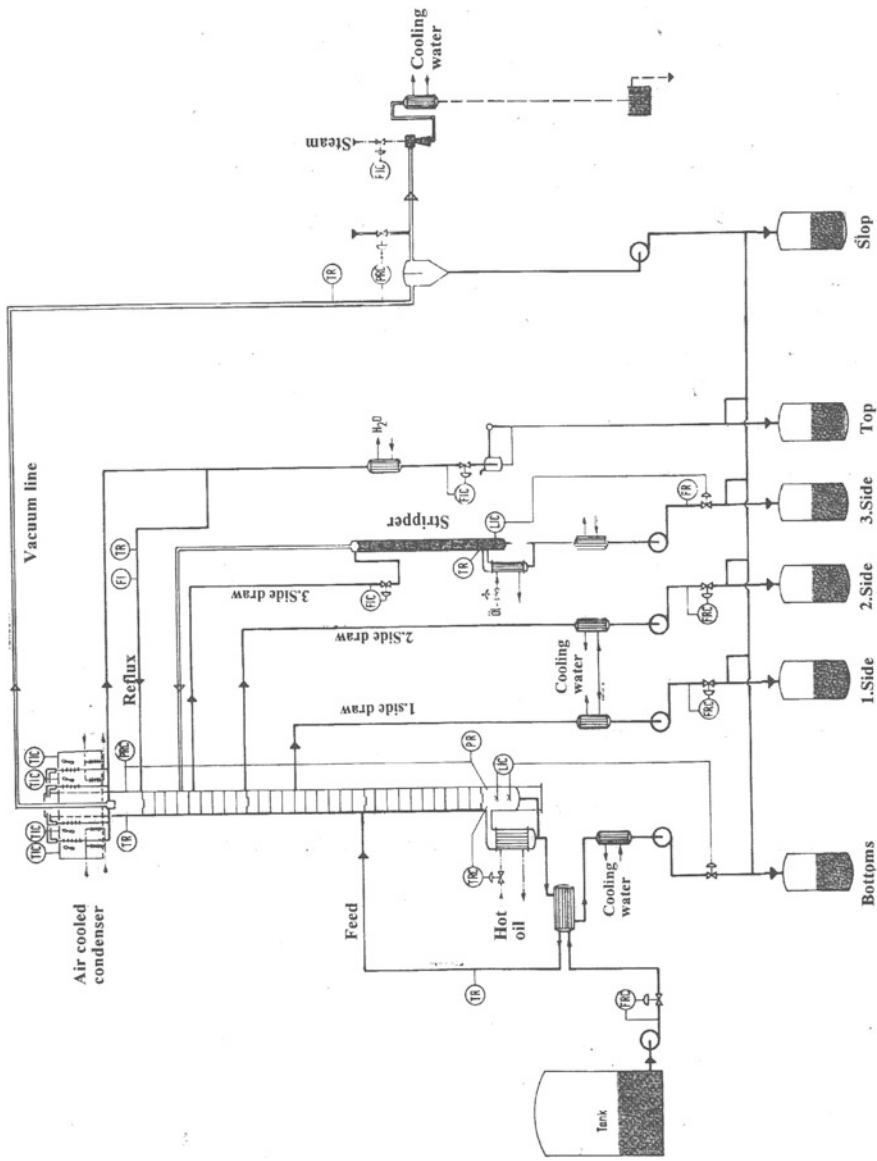 Cooling
water
Steam
FIC
TR
PRC
Vacuum line
Slop
H₂O
FIC
Top
TR
FI
Reflux
Stripper
LIC
TR
FR
3.Side draw
FIC
3.Side
2.Side draw
FRC
2.Side
Cooling
water
1.side draw
FRC
1.Side
TIC
TIC
TIC
TIC
PRC
TR
Air cooled
condenser
PR
LIC
TRC
Hot
oil
Cooling
water
Bottoms
Feed
TR
FRC
Tank